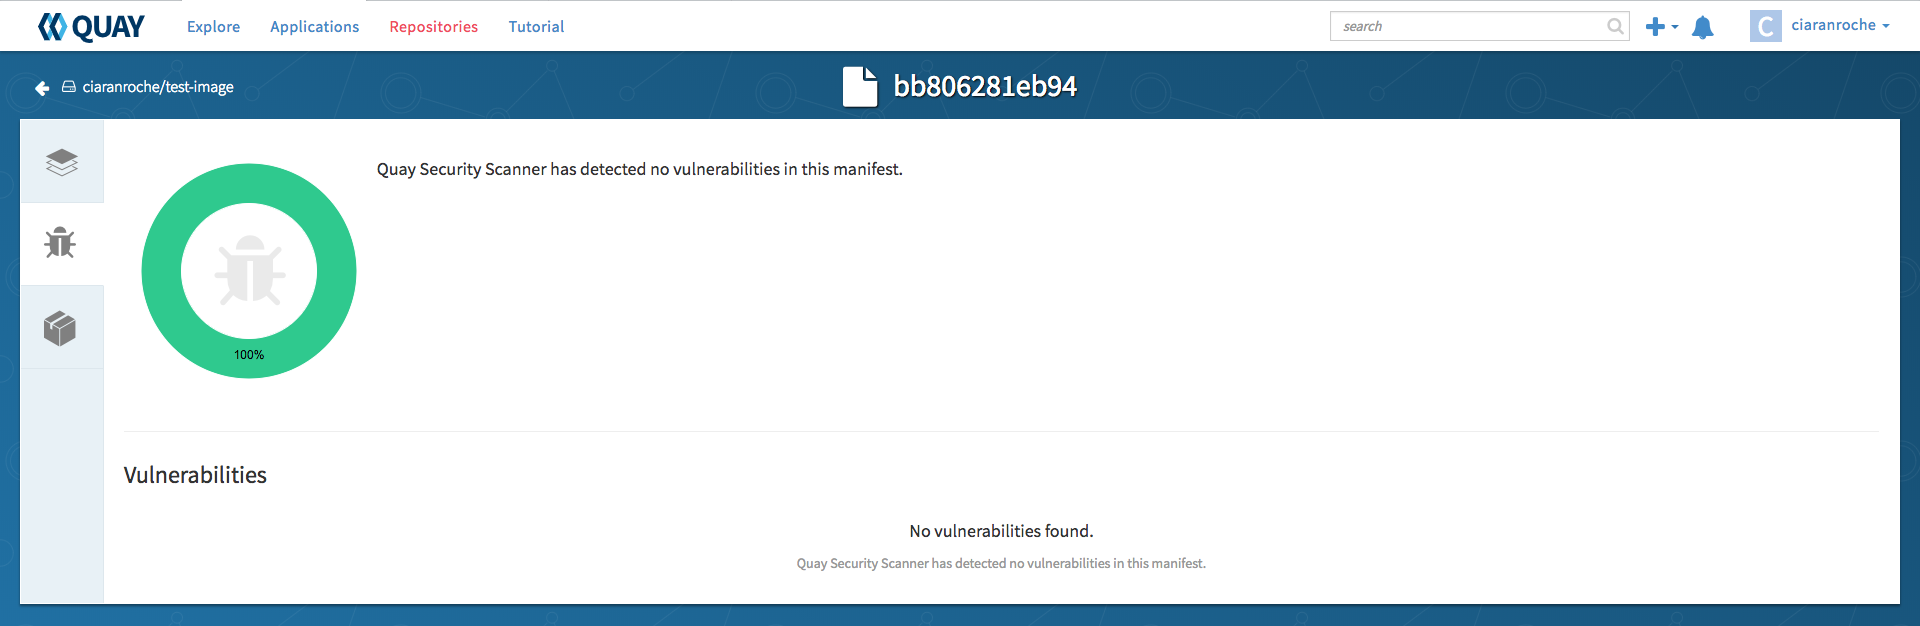 QUAY
Explore Applications Repositories Tutorial
search
C ciaranroche
ciaranroche/test-image
bb806281eb94
Quay Security Scanner has detected no vulnerabilities in this manifest.
100%
Vulnerabilities
No vulnerabilities found.
Quay Security Scanner has detected no vulnerabilities in this manifest.